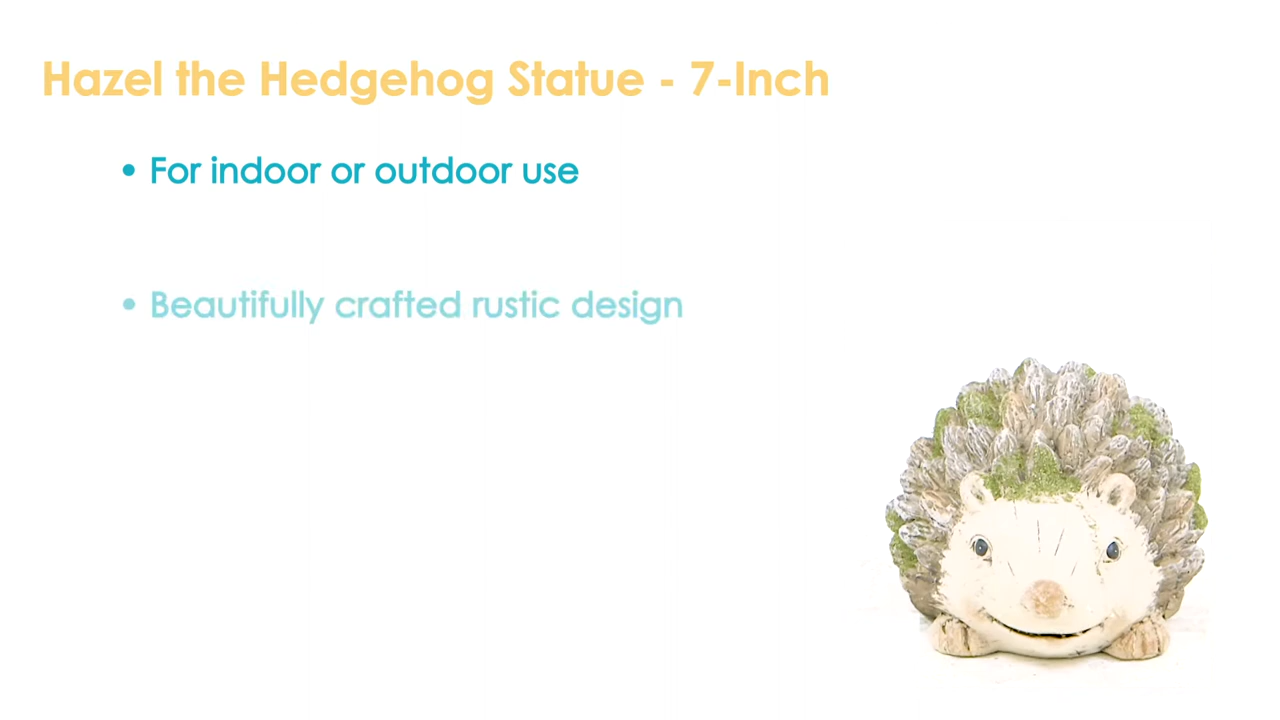 Hazel the Hedgehog Statue - 7-Inch
• For indoor or outdoor use
• Beautifully crafted rustic design